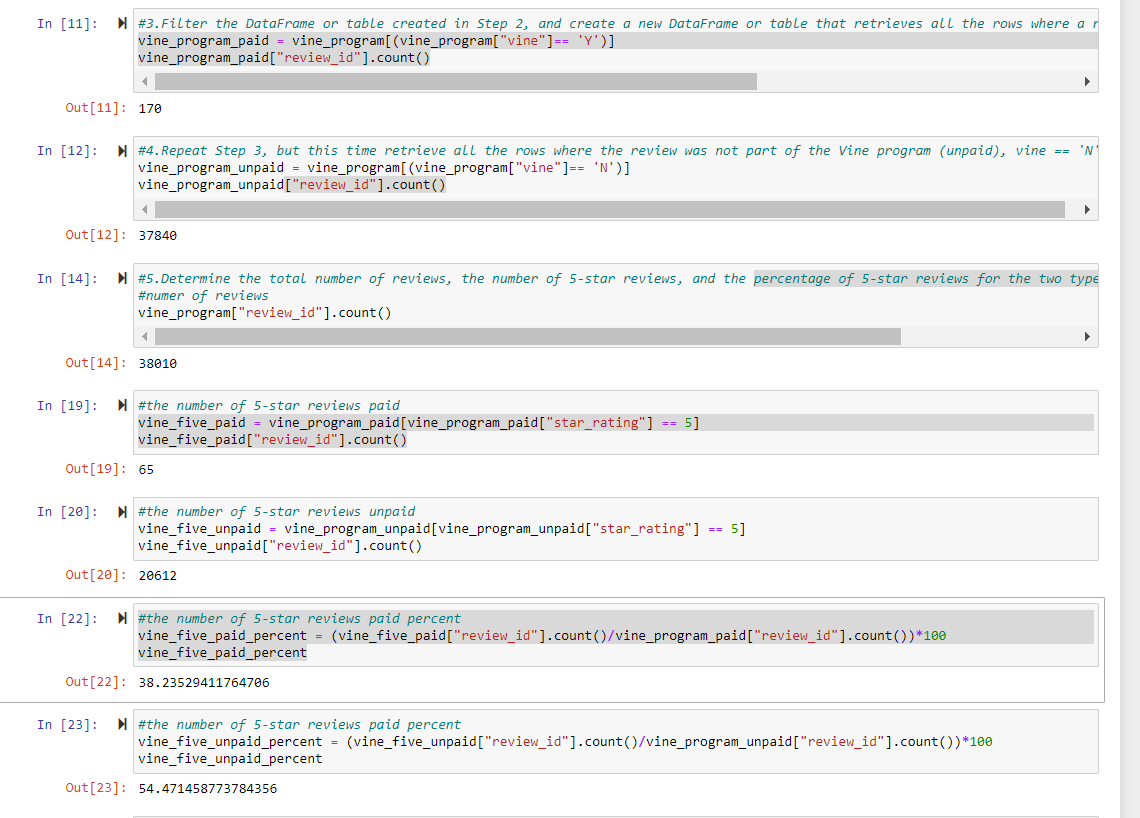 In [11]:
#3.Filter the DataFrame or table created in Step 2, and create a new DataFrame or table that retrieves all the rows where a
vine_program_paid = vine_program[(vine_program["vine"]== 'Y')]
vine_program_paid["review_id"].count()
Out[11]: 170
In [12]:
#4.Repeat Step 3, but this time retrieve all the rows where the review was not part of the Vine program (unpaid), vine == 'N'
vine_program_unpaid = vine_program[(vine_program["vine"]== 'N')]
vine_program_unpaid["review_id"].count()
Out[12]: 37840
In [14]:
#5.Determine the total number of reviews, the number of 5-star reviews, and the percentage of 5-star reviews for the two type
#numer of reviews
vine_program["review_id"].count()
Out[14]: 38010
In [19]:
#the number of 5-star reviews paid
vine_five_paid = vine_program_paid[vine_program_paid["star_rating"] == 5]
vine_five_paid["review_id"].count()
Out[19]: 65
In [20]:
#the number of 5-star reviews unpaid
vine_five_unpaid = vine_program_unpaid[vine_program_unpaid["star_rating"] == 5]
vine_five_unpaid["review_id"].count()
Out[20]: 20612
In [22]:
#the number of 5-star reviews paid percent
vine_five_paid_percent = (vine_five_paid["review_id"].count()/vine_program_paid["review_id"].count())*100
vine_five_paid_percent
Out[22]: 38.23529411764706
In [23]:
#the number of 5-star reviews paid percent
vine_five_unpaid_percent = (vine_five_unpaid["review_id"].count()/vine_program_unpaid["review_id"].count())*100
vine_five_unpaid_percent
Out[23]: 54.471458773784356